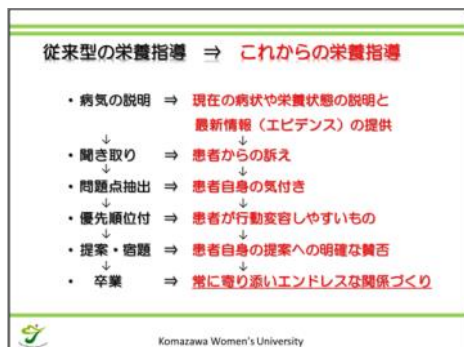 従来型の栄養指導 ⇒ これからの栄養指導
・病気の説明 ⇒ 現在の病状や栄養状態の説明と
最新情報（エビデンス）の提供
↓ ↓
・聞き取り ⇒ 患者からの訴え
↓ ↓
・問題点抽出 ⇒ 患者自身の気付き
↓ ↓
・優先順位付 ⇒ 患者が行動変容しやすいもの
↓ ↓
・提案・宿題 ⇒ 患者自身の提案への明確な賛否
↓ ↓
・ 卒業 ⇒ 常に寄り添いエンドレスな関係づくり
Komazawa Women's University